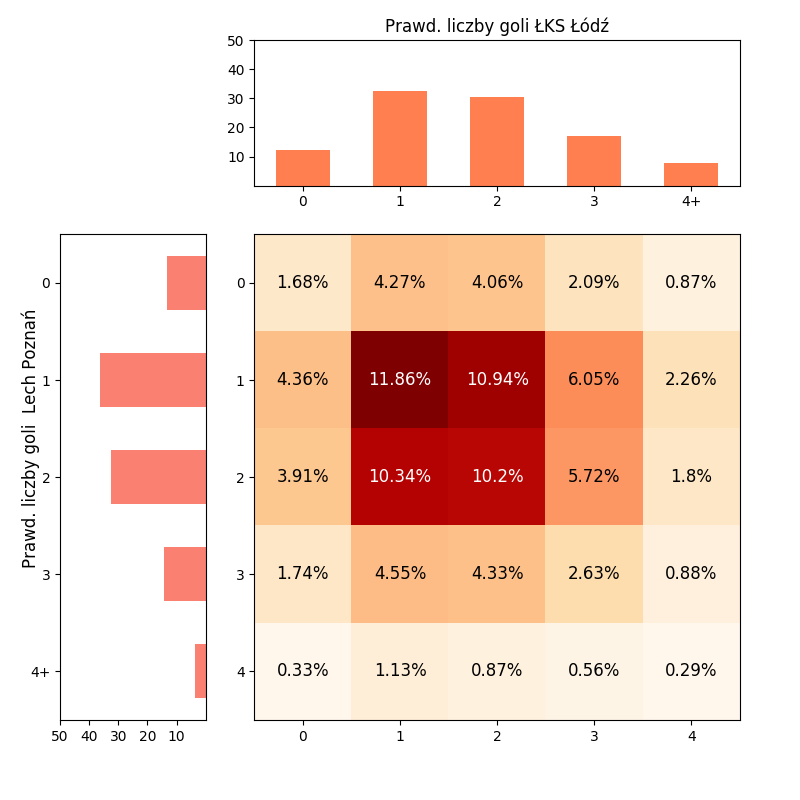 Prawd. liczby goli ŁKS Łódź
50
40
30
20
10
0 1 2 3 4+
Prawd. liczby goli  Lech Poznań
0
1
2
3
4+
50 40 30 20 10
0 1.68% 4.27% 4.06% 2.09% 0.87%
1 4.36% 11.86% 10.94% 6.05% 2.26%
2 3.91% 10.34% 10.2% 5.72% 1.8%
3 1.74% 4.55% 4.33% 2.63% 0.88%
4 0.33% 1.13% 0.87% 0.56% 0.29%
0 1 2 3 4